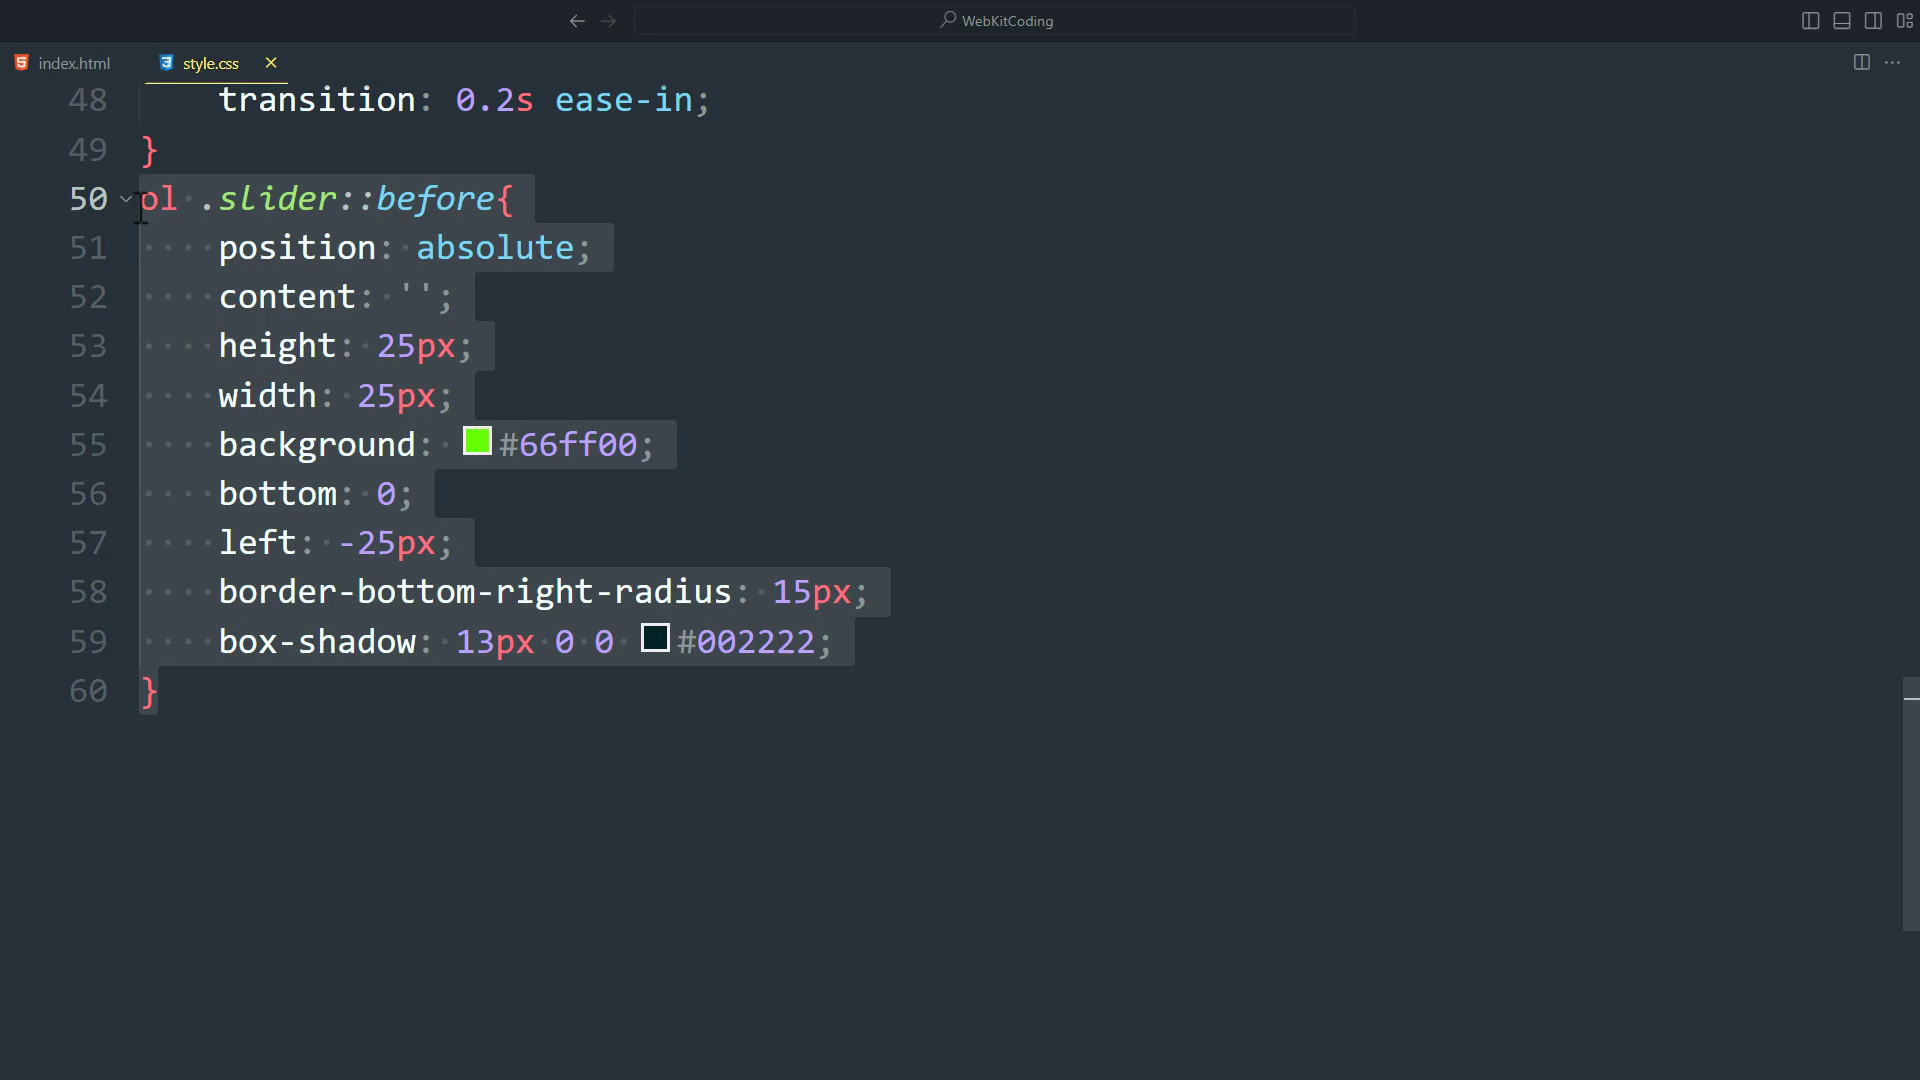 WebKitCoding
index.html
style.css
48 transition: 0.2s ease-in;
49 }
50 ol .slider::before{
51 position: absolute;
52 content: '';
53 height: 25px;
54 width: 25px;
55 background: #66ff00;
56 bottom: 0;
57 left: -25px;
58 border-bottom-right-radius: 15px;
59 box-shadow: 13px 0 0 #002222;
60 }